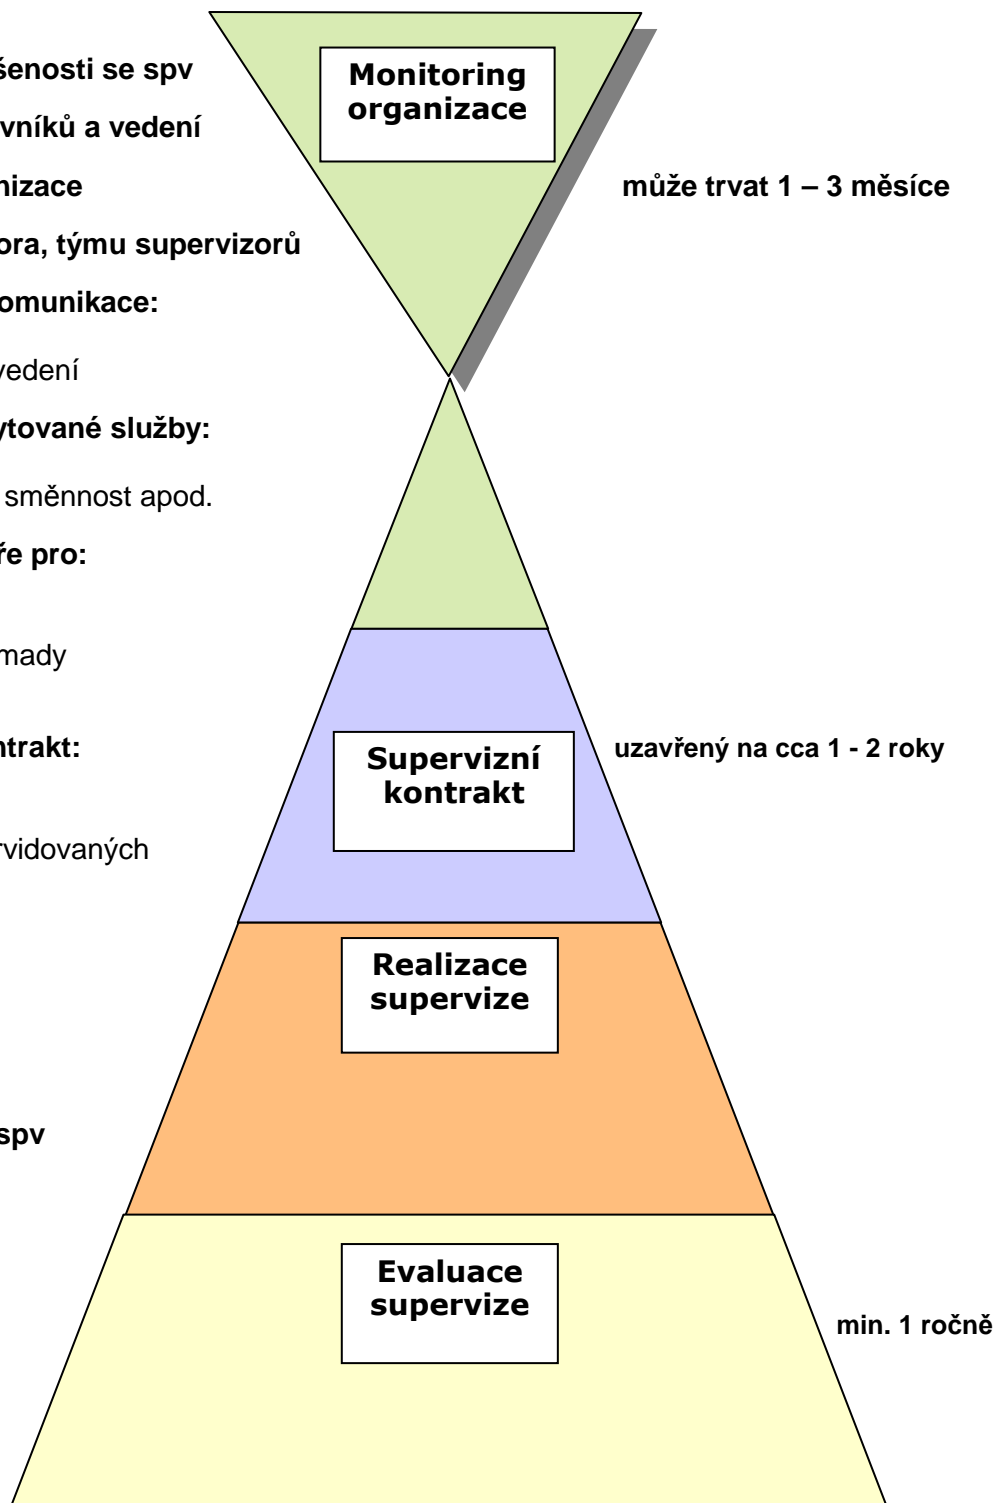 šenosti se spv
vníků a vedení
nizace
ora, týmu supervizorů
omunikace:
vedení
ytované služby:
směnnost apod.
ře pro:
mady
ntrakt:
rvidovaných
spv
Monitoring
organizace
může trvat 1 – 3 měsíce
Supervizní
kontrakt
uzavřený na cca 1 - 2 roky
Realizace
supervize
Evaluace
supervize
min. 1 ročně